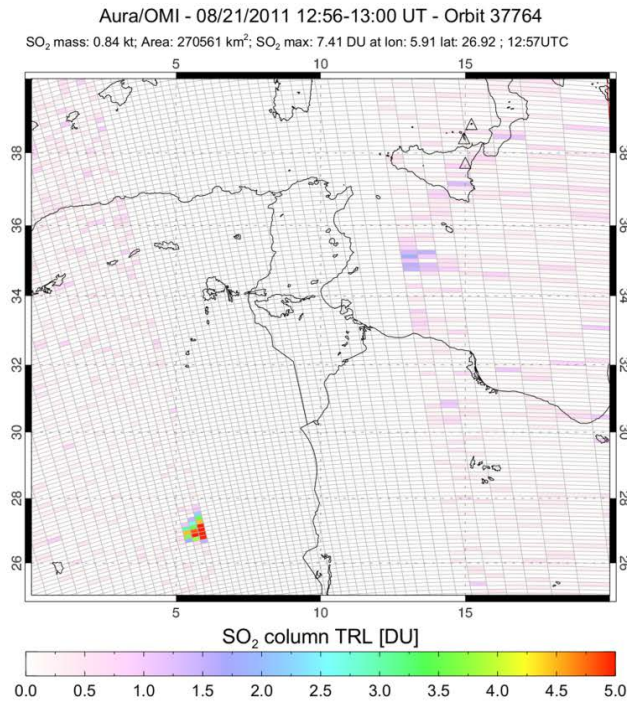 Aura/OMI - 08/21/2011 12:56-13:00 UT - Orbit 37764
SO₂ mass: 0.84 kt; Area: 270561 km²; SO₂ max: 7.41 DU at lon: 5.91 lat: 26.92 ; 12:57UTC
5 10 15
38 38
36 36
34 34
32 32
30 30
28 28
26 26
5 10 15
SO₂ column TRL [DU]
0.0 0.5 1.0 1.5 2.0 2.5 3.0 3.5 4.0 4.5 5.0